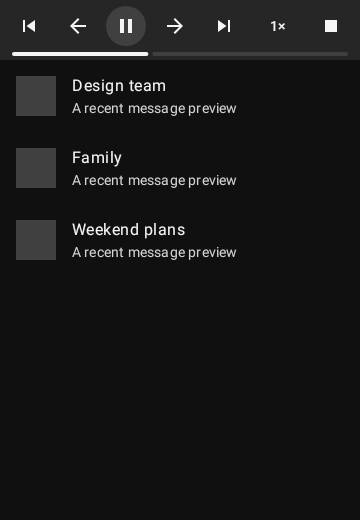 1×
Design team
A recent message preview
Family
A recent message preview
Weekend plans
A recent message preview